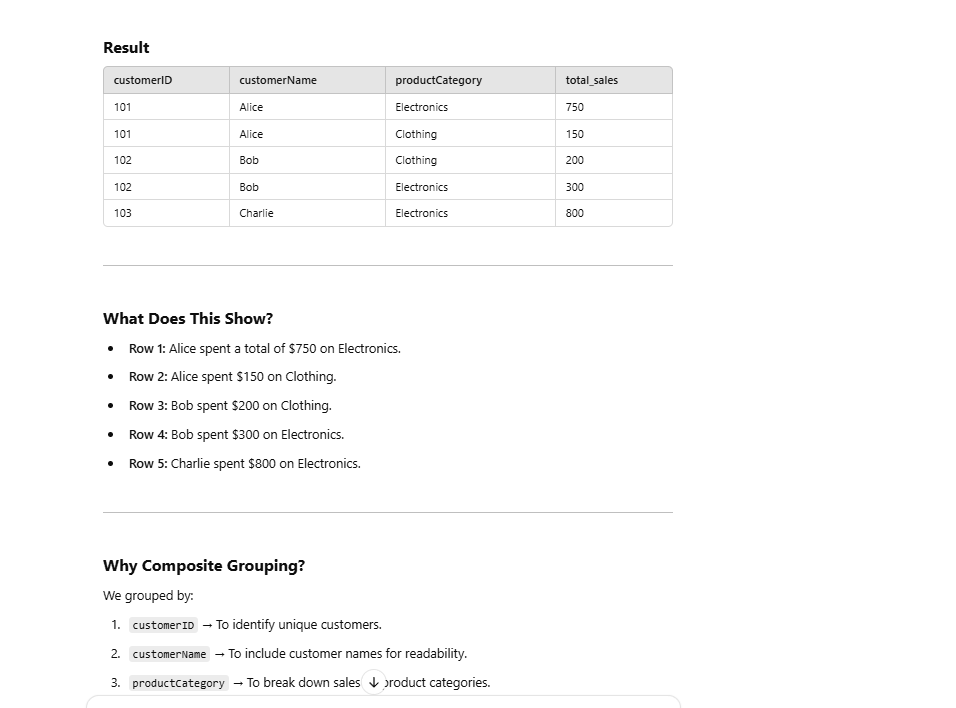 Result
customerID customerName productCategory total_sales
101 Alice Electronics 750
101 Alice Clothing 150
102 Bob Clothing 200
102 Bob Electronics 300
103 Charlie Electronics 800
What Does This Show?
• Row 1: Alice spent a total of $750 on Electronics.
• Row 2: Alice spent $150 on Clothing.
• Row 3: Bob spent $200 on Clothing.
• Row 4: Bob spent $300 on Electronics.
• Row 5: Charlie spent $800 on Electronics.
Why Composite Grouping?
We grouped by:
1. customerID → To identify unique customers.
2. customerName → To include customer names for readability.
3. productCategory → To break down sales product categories.